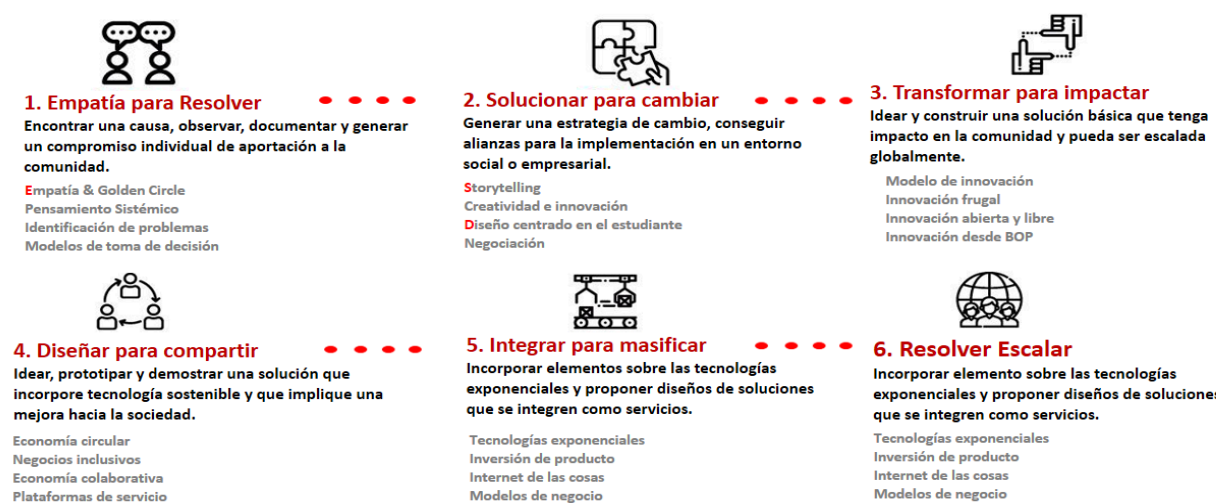 1. Empatía para Resolver
Encontrar una causa, observar, documentar y generar
un compromiso individual de aportación a la
comunidad.
Empatía & Golden Circle
Pensamiento Sistémico
Identificación de problemas
Modelos de toma de decisión
2. Solucionar para cambiar
Generar una estrategia de cambio, conseguir
alianzas para la implementación en un entorno
social o empresarial.
Storytelling
Creatividad e innovación
Diseño centrado en el estudiante
Negociación
3. Transformar para impactar
Idear y construir una solución básica que tenga
impacto en la comunidad y pueda ser escalada
globalmente.
Modelo de innovación
Innovación frugal
Innovación abierta y libre
Innovación desde BOP
4. Diseñar para compartir
Idear, prototipar y demostrar una solución que
incorpore tecnología sostenible y que implique una
mejora hacia la sociedad.
Economía circular
Negocios inclusivos
Economía colaborativa
Plataformas de servicio
5. Integrar para masificar
Incorporar elementos sobre las tecnologías
exponenciales y proponer diseños de soluciones
que se integren como servicios.
Tecnologías exponenciales
Inversión de producto
Internet de las cosas
Modelos de negocio
6. Resolver Escalar
Incorporar elemento sobre las tecnologías
exponenciales y proponer diseños de soluciones
que se integren como servicios.
Tecnologías exponenciales
Inversión de producto
Internet de las cosas
Modelos de negocio